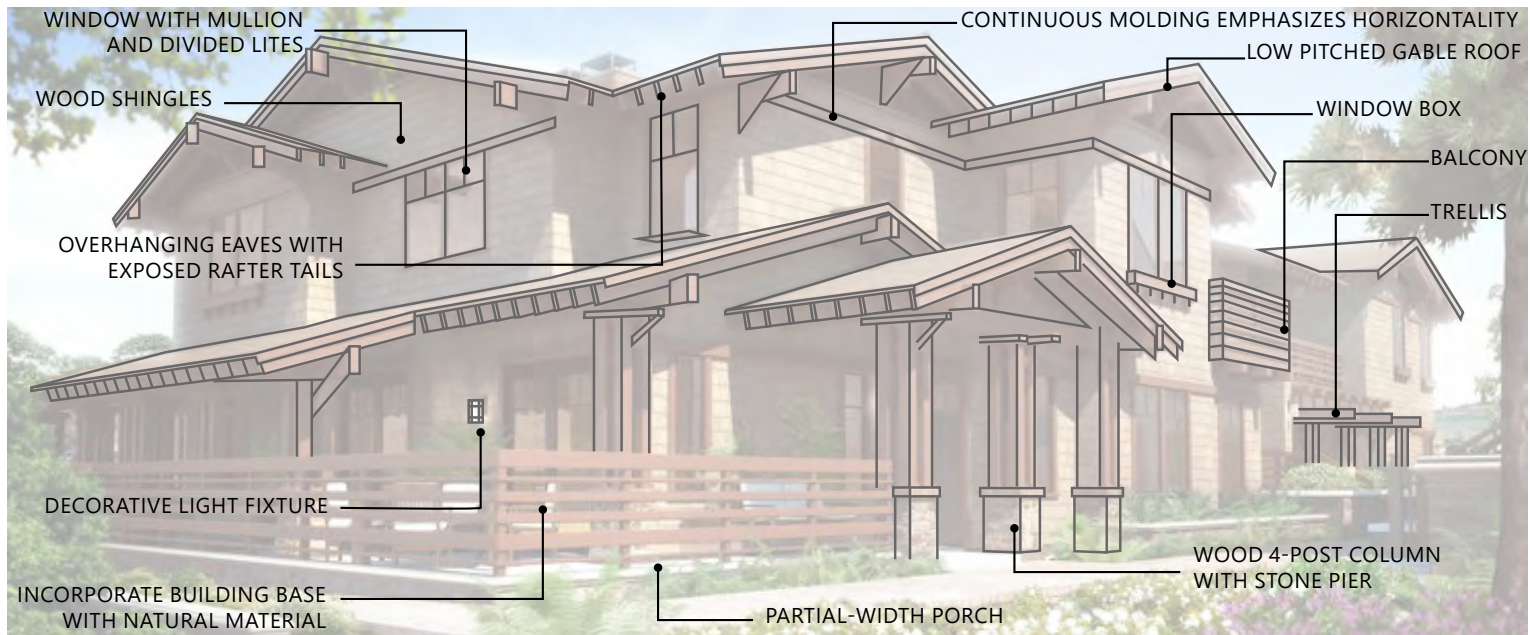 WINDOW WITH MULLION
AND DIVIDED LITES
WOOD SHINGLES
OVERHANGING EAVES WITH
EXPOSED RAFTER TAILS
DECORATIVE LIGHT FIXTURE
INCORPORATE BUILDING BASE
WITH NATURAL MATERIAL
PARTIAL-WIDTH PORCH
CONTINUOUS MOLDING EMPHASIZES HORIZONTALITY
LOW PITCHED GABLE ROOF
WINDOW BOX
BALCONY
TRELLIS
WOOD 4-POST COLUMN
WITH STONE PIER